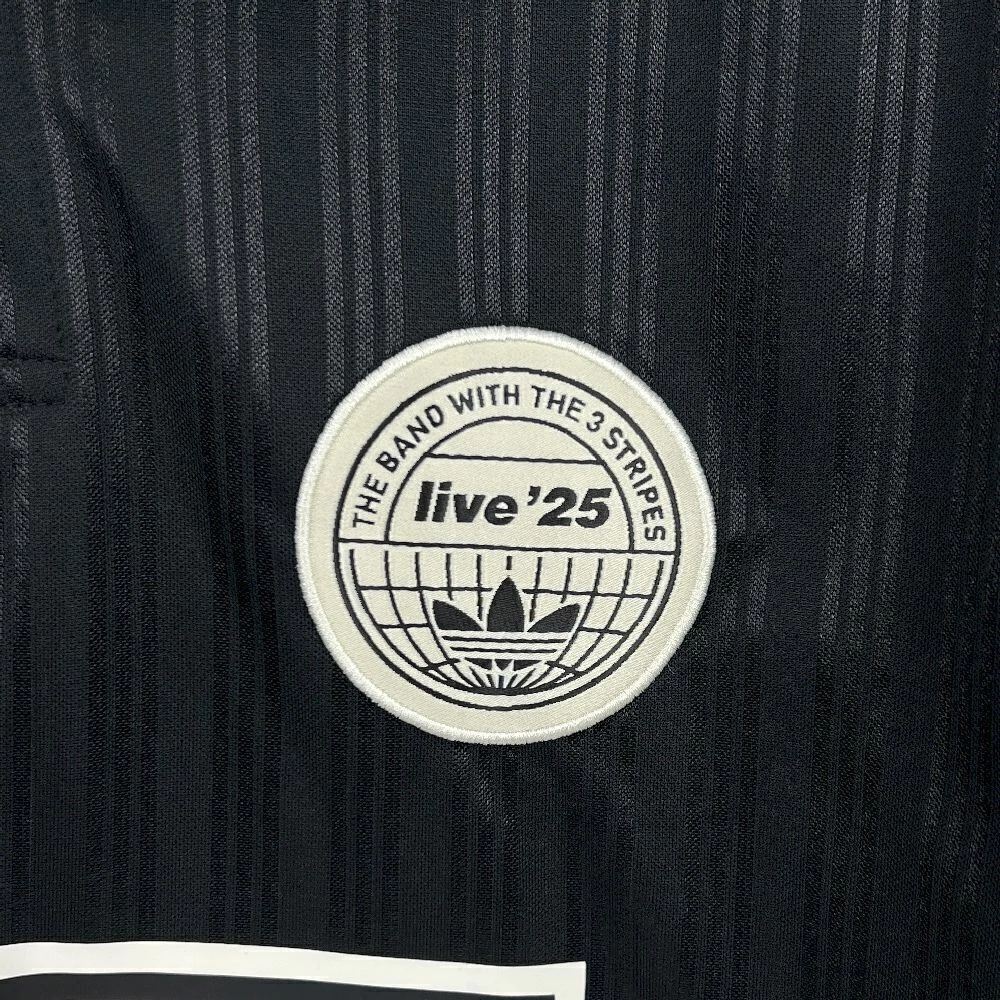 THE BAND WITH THE 3 STRIPES
live '25